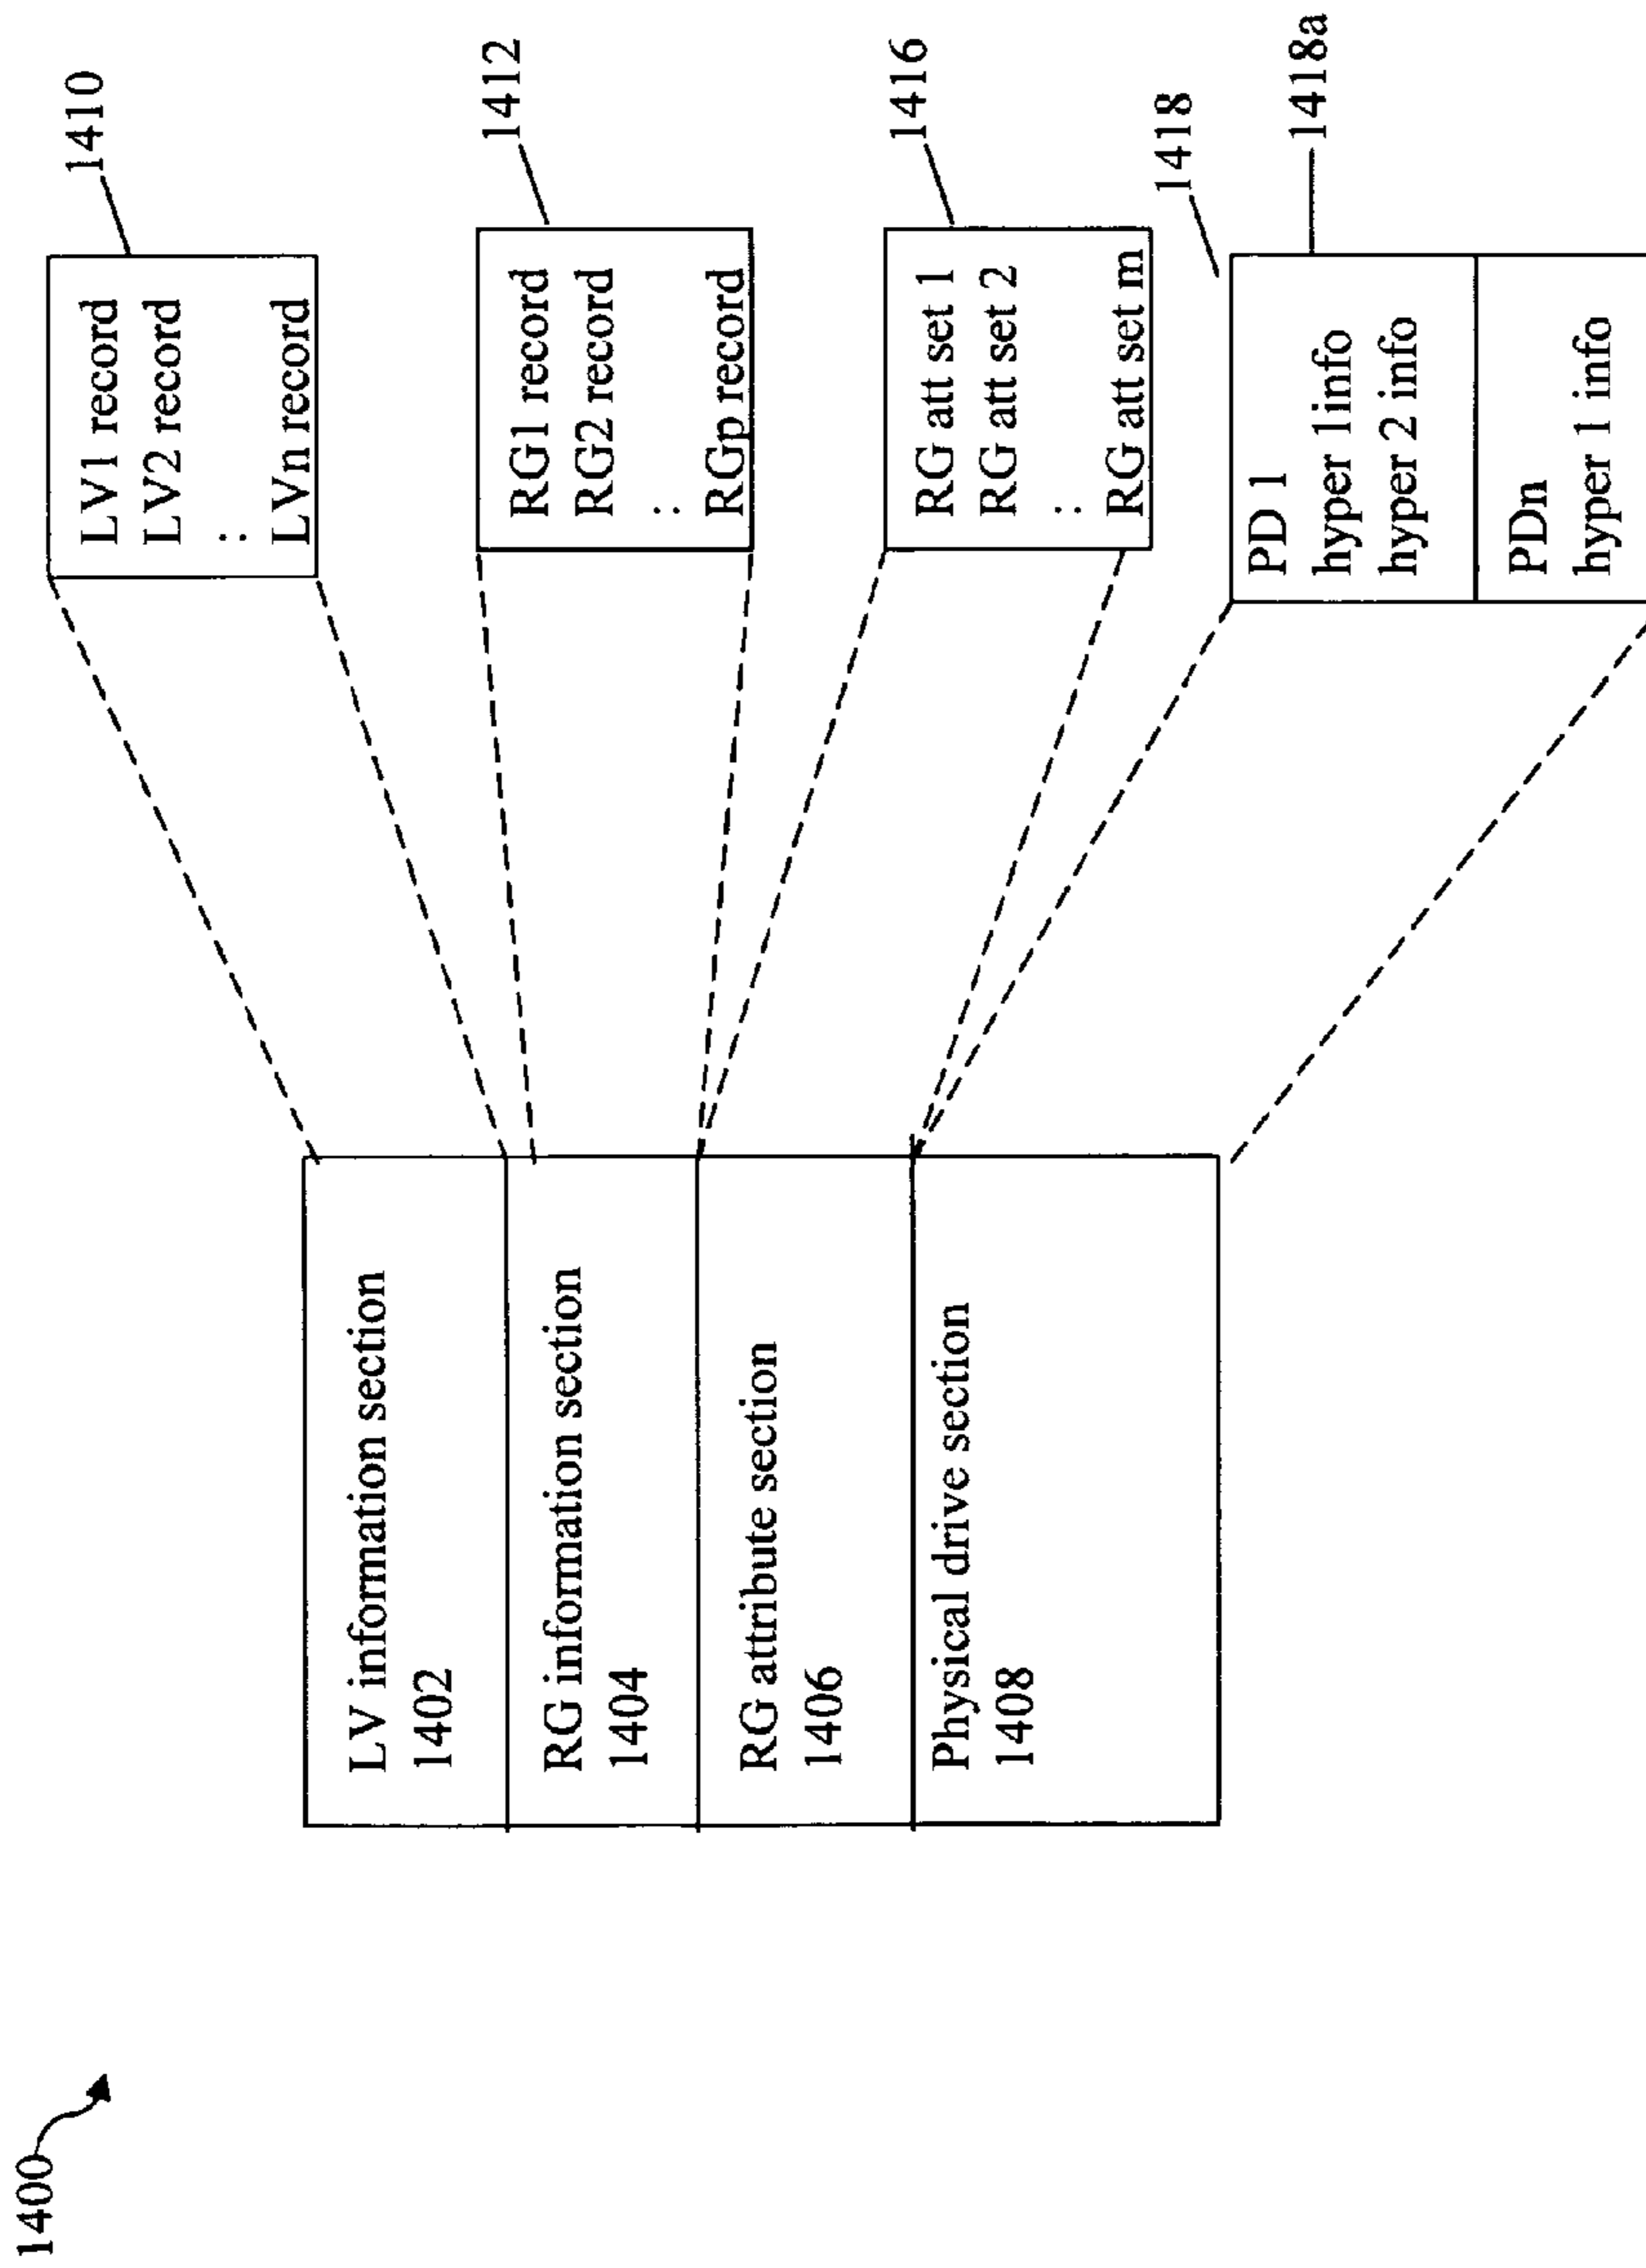 1400
LV information section
1402
RG information section
1404
RG attribute section
1406
Physical drive section
1408
1410
LV1 record
LV2 record
:
LVn record
1412
RG1 record
RG2 record
:
RGp record
1416
RG att set 1
RG att set 2
:
RG att set m
1418
1418a
PD 1
hyper 1info
hyper 2 info
PDn
hyper 1 info